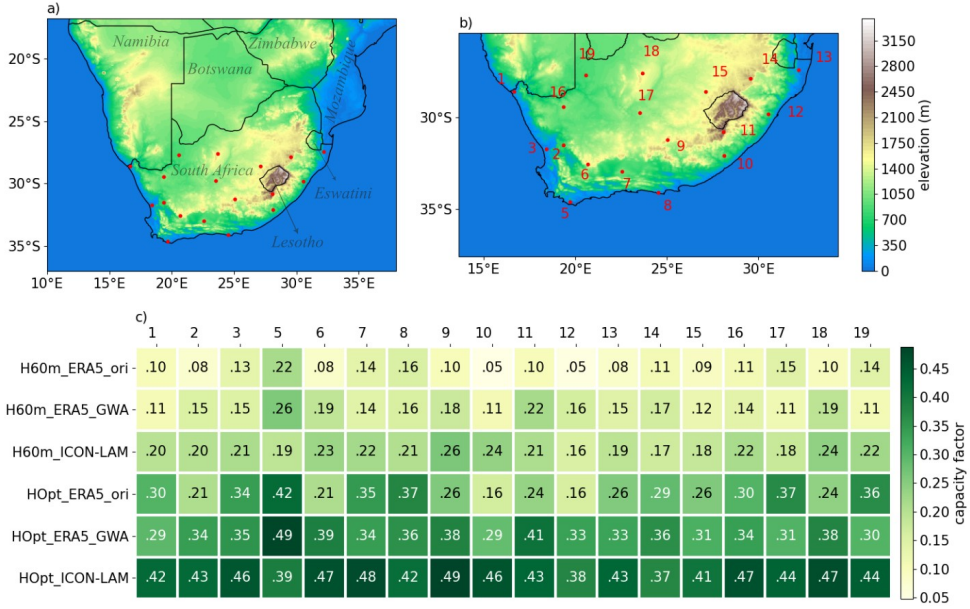 a)
20°S
25°S
30°S
35°S
10°E 15°E 20°E 25°E 30°E 35°E
Namibia
Zimbabwe
Botswana
Mozambique
South Africa
Eswatini
Lesotho
b)
30°S
35°S
15°E 20°E 25°E 30°E
19 18 14 13
1 16 15
17 12
3 2 9 11
6 7 10
5 8
3150
2800
2450
2100
1750
1400
1050
700
350
0
elevation (m)
c)
1 2 3 5 6 7 8 9 10 11 12 13 14 15 16 17 18 19
H60m_ERA5_ori .10 .08 .13 .22 .08 .14 .16 .10 .05 .10 .05 .08 .11 .09 .11 .15 .10 .14
H60m_ERA5_GWA .11 .15 .15 .26 .19 .14 .16 .18 .11 .22 .16 .15 .17 .12 .14 .11 .19 .11
H60m_ICON-LAM .20 .20 .21 .19 .23 .22 .21 .26 .24 .21 .16 .19 .17 .18 .22 .18 .24 .22
HOpt_ERA5_ori .30 .21 .34 .42 .21 .35 .37 .26 .16 .24 .16 .26 .29 .26 .30 .37 .24 .36
HOpt_ERA5_GWA .29 .34 .35 .49 .39 .34 .36 .38 .29 .41 .33 .33 .36 .31 .34 .31 .38 .30
HOpt_ICON-LAM .42 .43 .46 .39 .47 .48 .42 .49 .46 .43 .38 .43 .37 .41 .47 .44 .47 .44
0.45
0.40
0.35
0.30
0.25
0.20
0.15
0.10
0.05
capacity factor